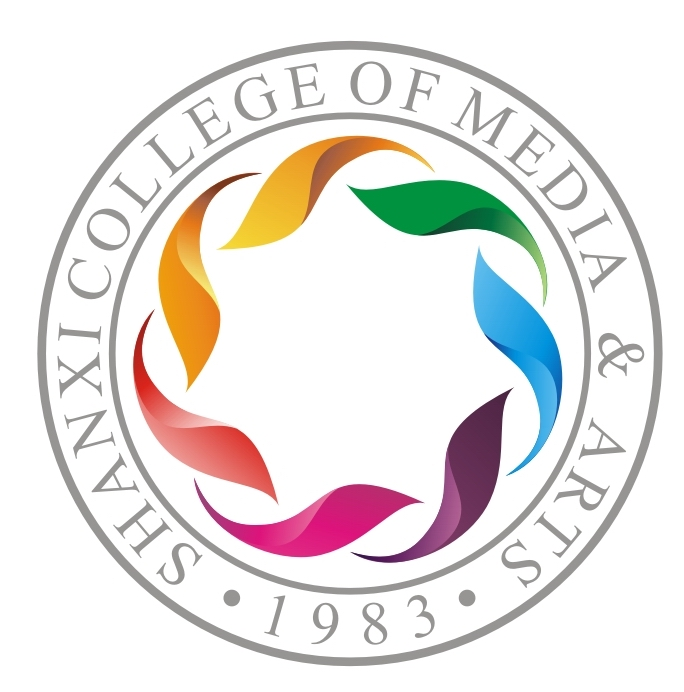 SHANXI COLLEGE OF MEDIA & ARTS
• 1983 •